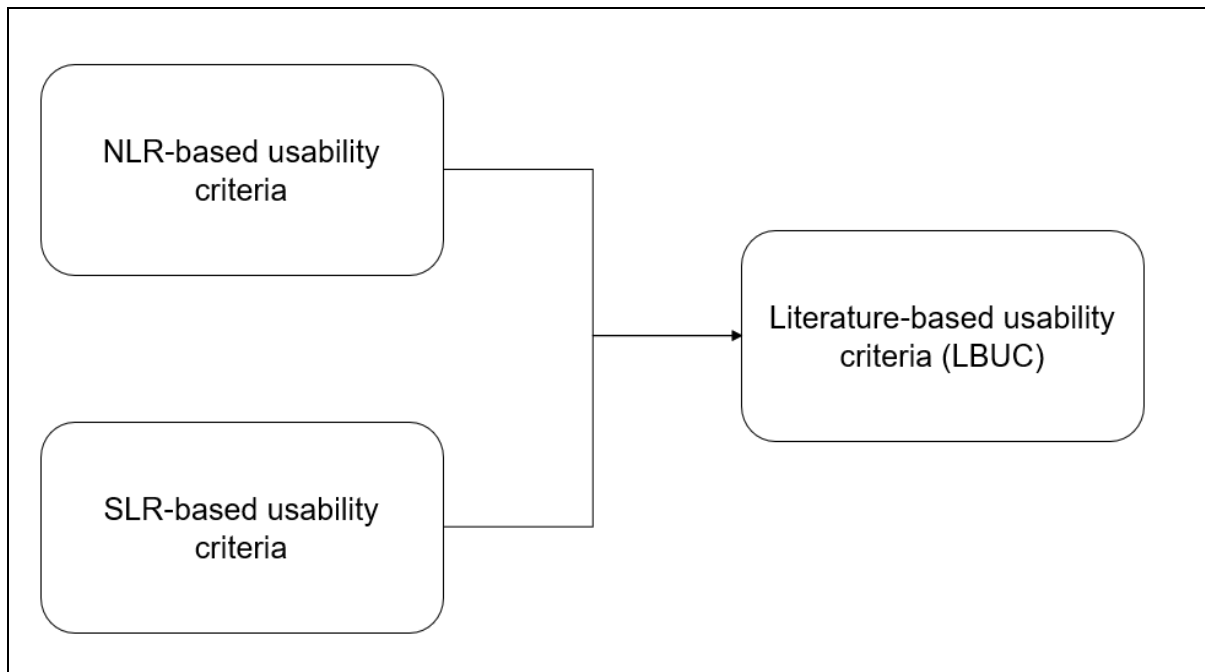 NLR-based usability
criteria
SLR-based usability
criteria
Literature-based usability
criteria (LBUC)